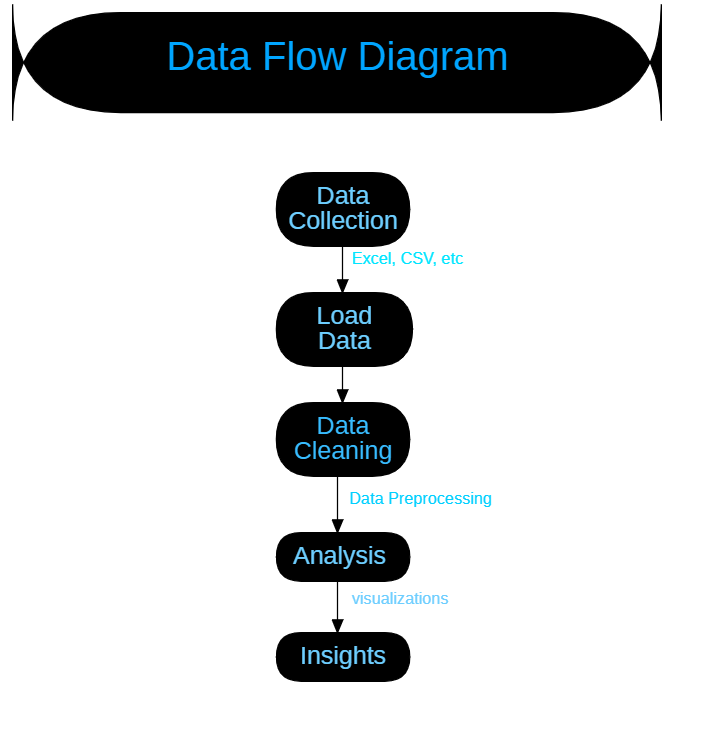 Data Flow Diagram
Data
Collection
Excel, CSV, etc
Load
Data
Data
Cleaning
Data Preprocessing
Analysis
visualizations
Insights